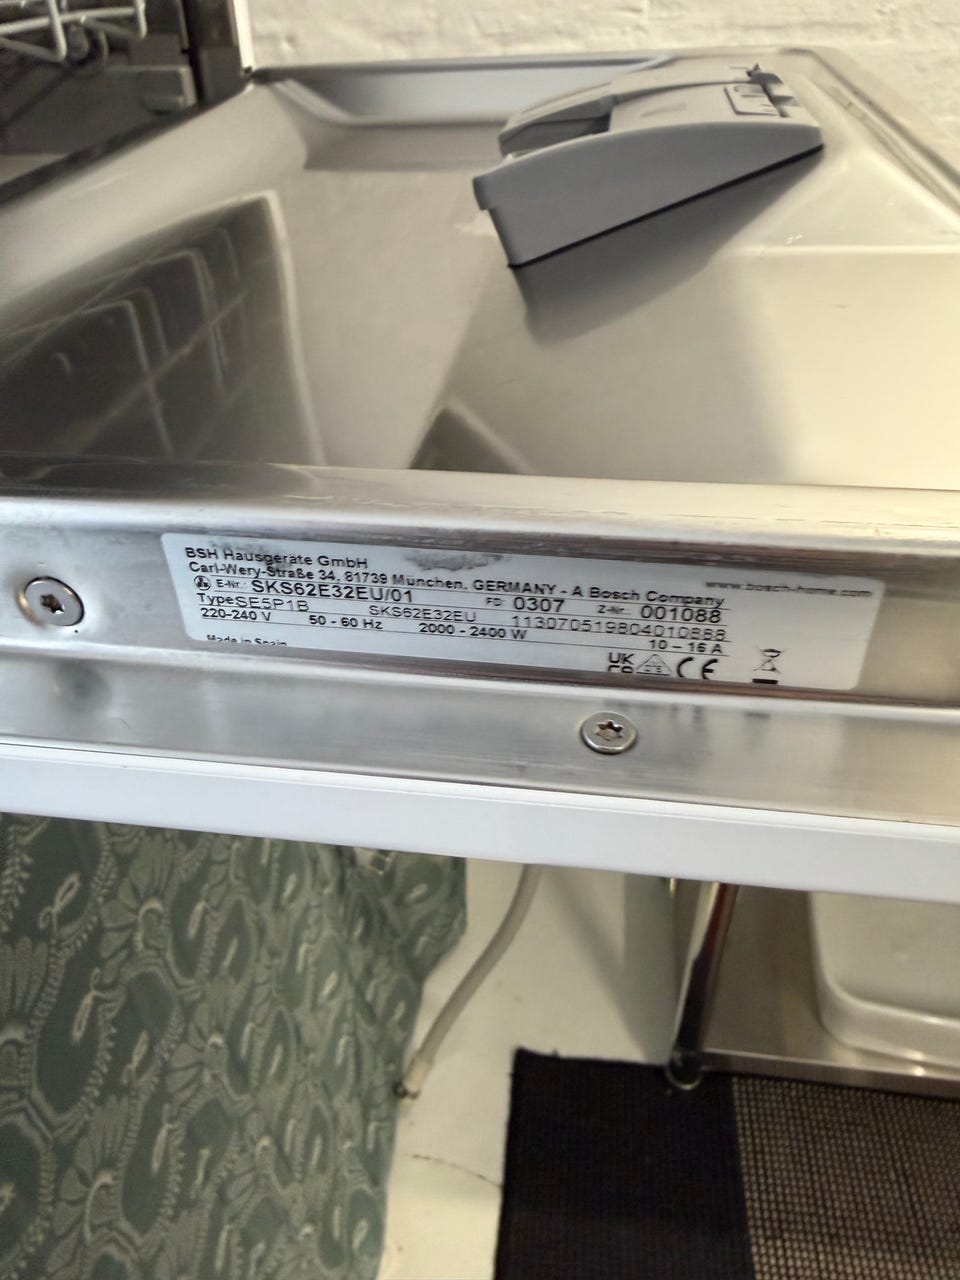 BSH Hausgeräte GmbH
Carl-Wery-Straße 34, 81739 München, GERMANY - A Bosch Company
www.bosch-home.com
E-Nr.: SKS62E32EU/01 FD 0307 Z-Nr. 001088
Type SE5P1B SKS62E32EU 113070519804010888
220-240 V 50 - 60 Hz 2000 - 2400 W 10 - 16 A
Made in Spain
UK CE